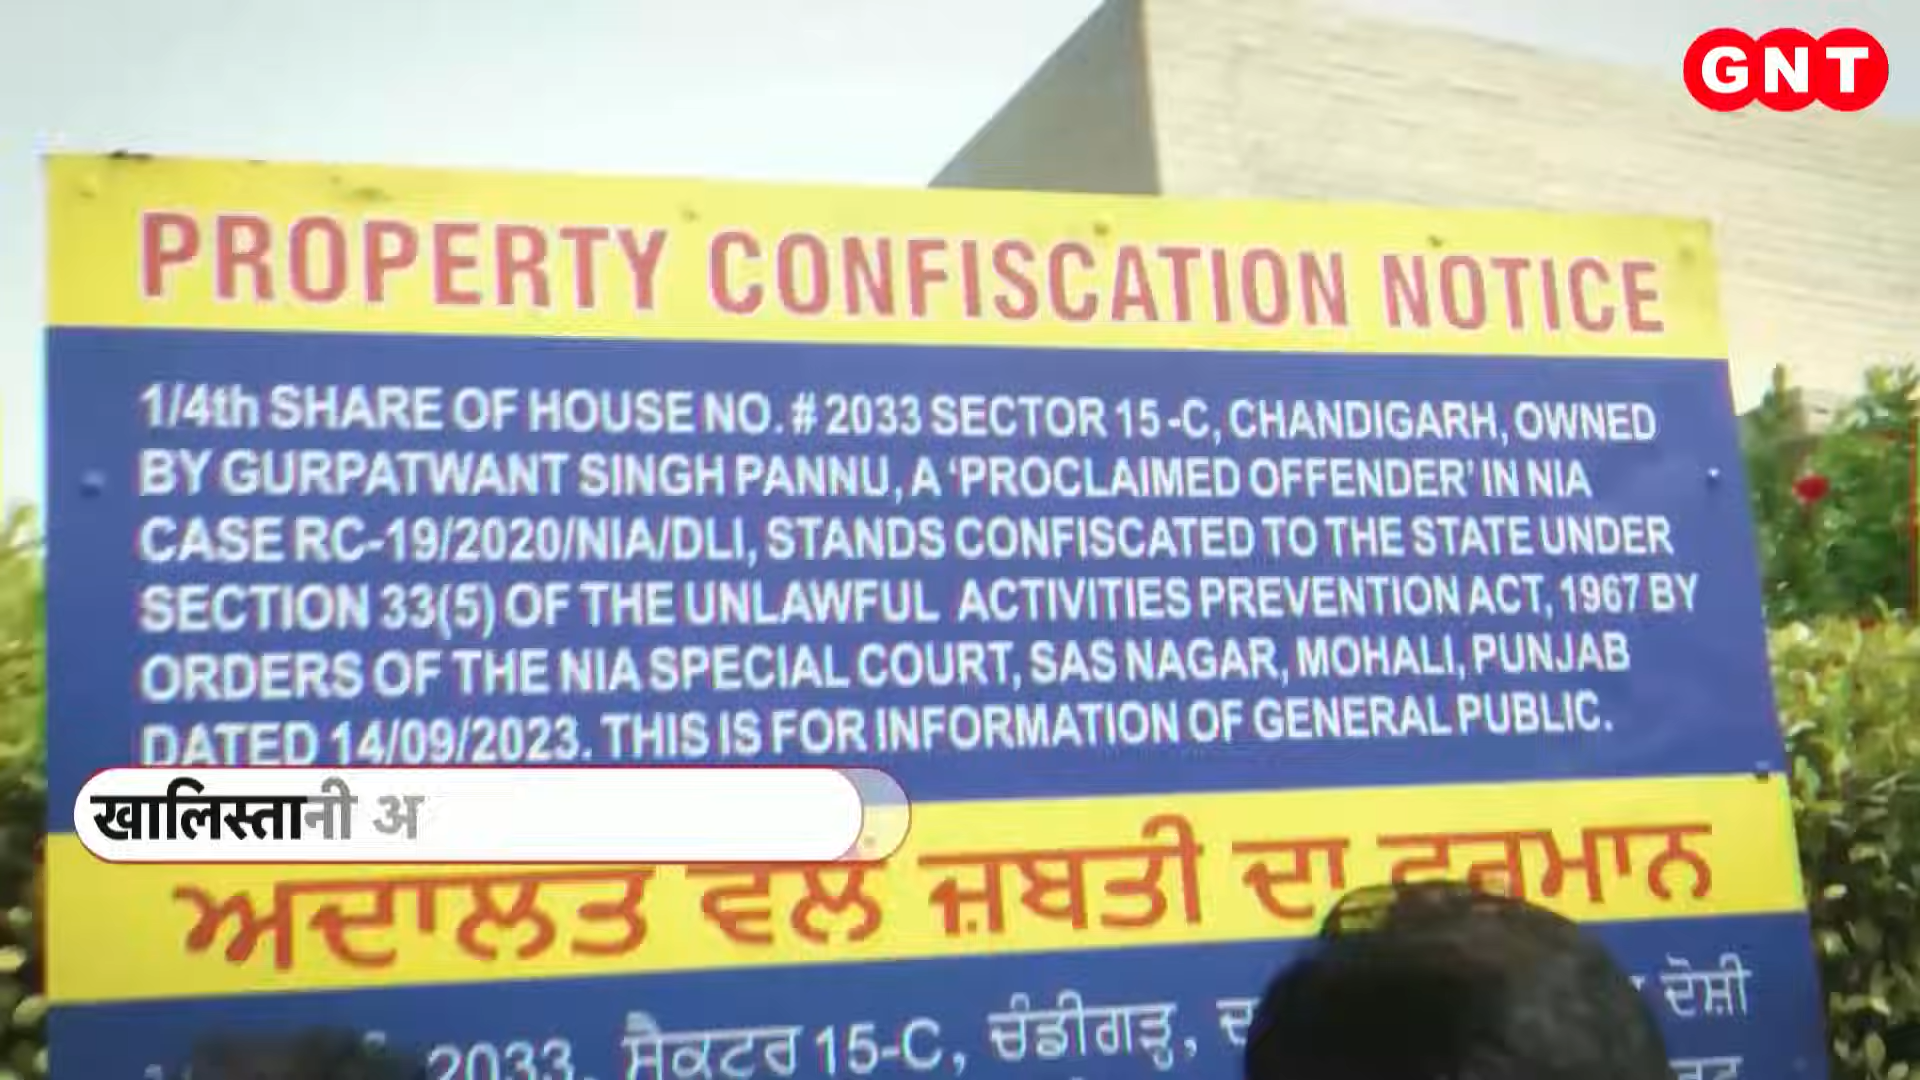 GNT
PROPERTY CONFISCATION NOTICE
1/4th SHARE OF HOUSE NO. # 2033 SECTOR 15 -C, CHANDIGARH, OWNED
BY GURPATWANT SINGH PANNU, A ‘PROCLAIMED OFFENDER’ IN NIA
CASE RC-19/2020/NIA/DLI, STANDS CONFISCATED TO THE STATE UNDER
SECTION 33(5) OF THE UNLAWFUL ACTIVITIES PREVENTION ACT, 1967 BY
ORDERS OF THE NIA SPECIAL COURT, SAS NAGAR, MOHALI, PUNJAB
DATED 14/09/2023. THIS IS FOR INFORMATION OF GENERAL PUBLIC.
खालिस्तानी अ
ਅਦਾਲਤ ਵਲੋਂ ਜ਼ਬਤੀ ਦਾ ਫੁਰਮਾਨ
2033, ਸੈਕਟਰ 15-C, ਚੰਡੀਗੜ੍ਹ, ਦੋਸ਼ੀ